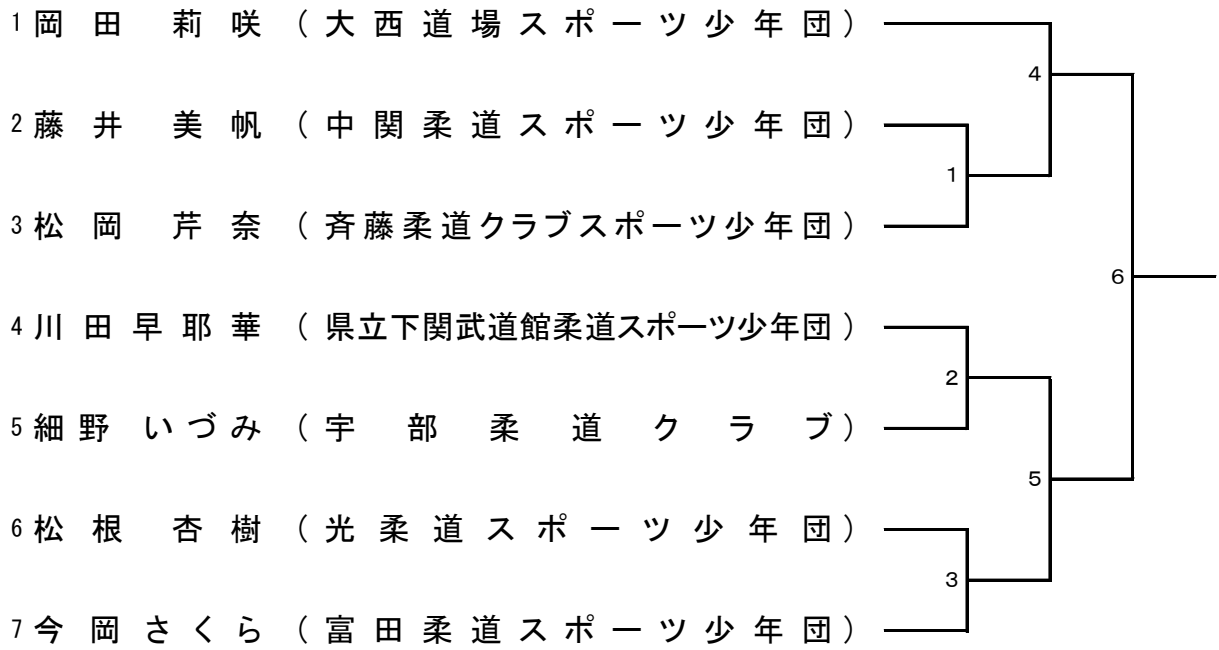 1 岡田 莉咲 （大西道場スポーツ少年団）
4
2 藤井 美帆 （中関柔道スポーツ少年団）
1
3 松岡 芹奈 （斉藤柔道クラブスポーツ少年団）
6
4 川田早耶華 （県立下関武道館柔道スポーツ少年団）
2
5 細野 いづみ （宇部柔道クラブ）
5
6 松根 杏樹 （光柔道スポーツ少年団）
3
7 今岡さくら （富田柔道スポーツ少年団）